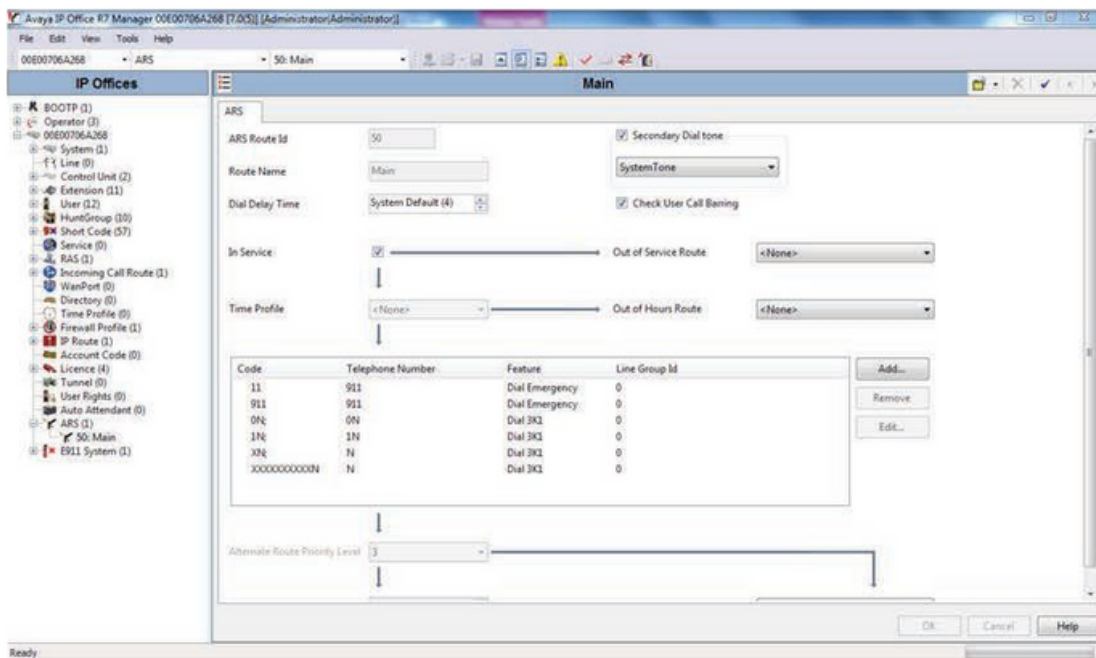 Avaya IP Office R7 Manager 00E00706A268 [7.0(5)] [Administrator(Administrator)]
File Edit View Tools Help
00E00706A268 ARS 50: Main
IP Offices
BOOTP (1)
Operator (3)
00E00706A268
System (1)
Line (0)
Control Unit (2)
Extension (11)
User (12)
HuntGroup (10)
Short Code (57)
Service (0)
RAS (1)
Incoming Call Route (1)
WanPort (0)
Directory (0)
Time Profile (0)
Firewall Profile (1)
IP Route (1)
Account Code (0)
Licence (4)
Tunnel (0)
User Rights (0)
Auto Attendant (0)
ARS (1)
50: Main
E911 System (1)
Main
ARS
ARS Route Id 50 Secondary Dial tone
Route Name Main SystemTone
Dial Delay Time System Default (4) Check User Call Barring
In Service Out of Service Route <None>
Time Profile <None> Out of Hours Route <None>
Code Telephone Number Feature Line Group Id
11 911 Dial Emergency 0
911 911 Dial Emergency 0
0N; 0N Dial 3K1 0
1N; 1N Dial 3K1 0
XN; N Dial 3K1 0
XXXXXXXXXXN N Dial 3K1 0
Add...
Remove
Edit...
Alternate Route Priority Level 3
OK Cancel Help
Ready